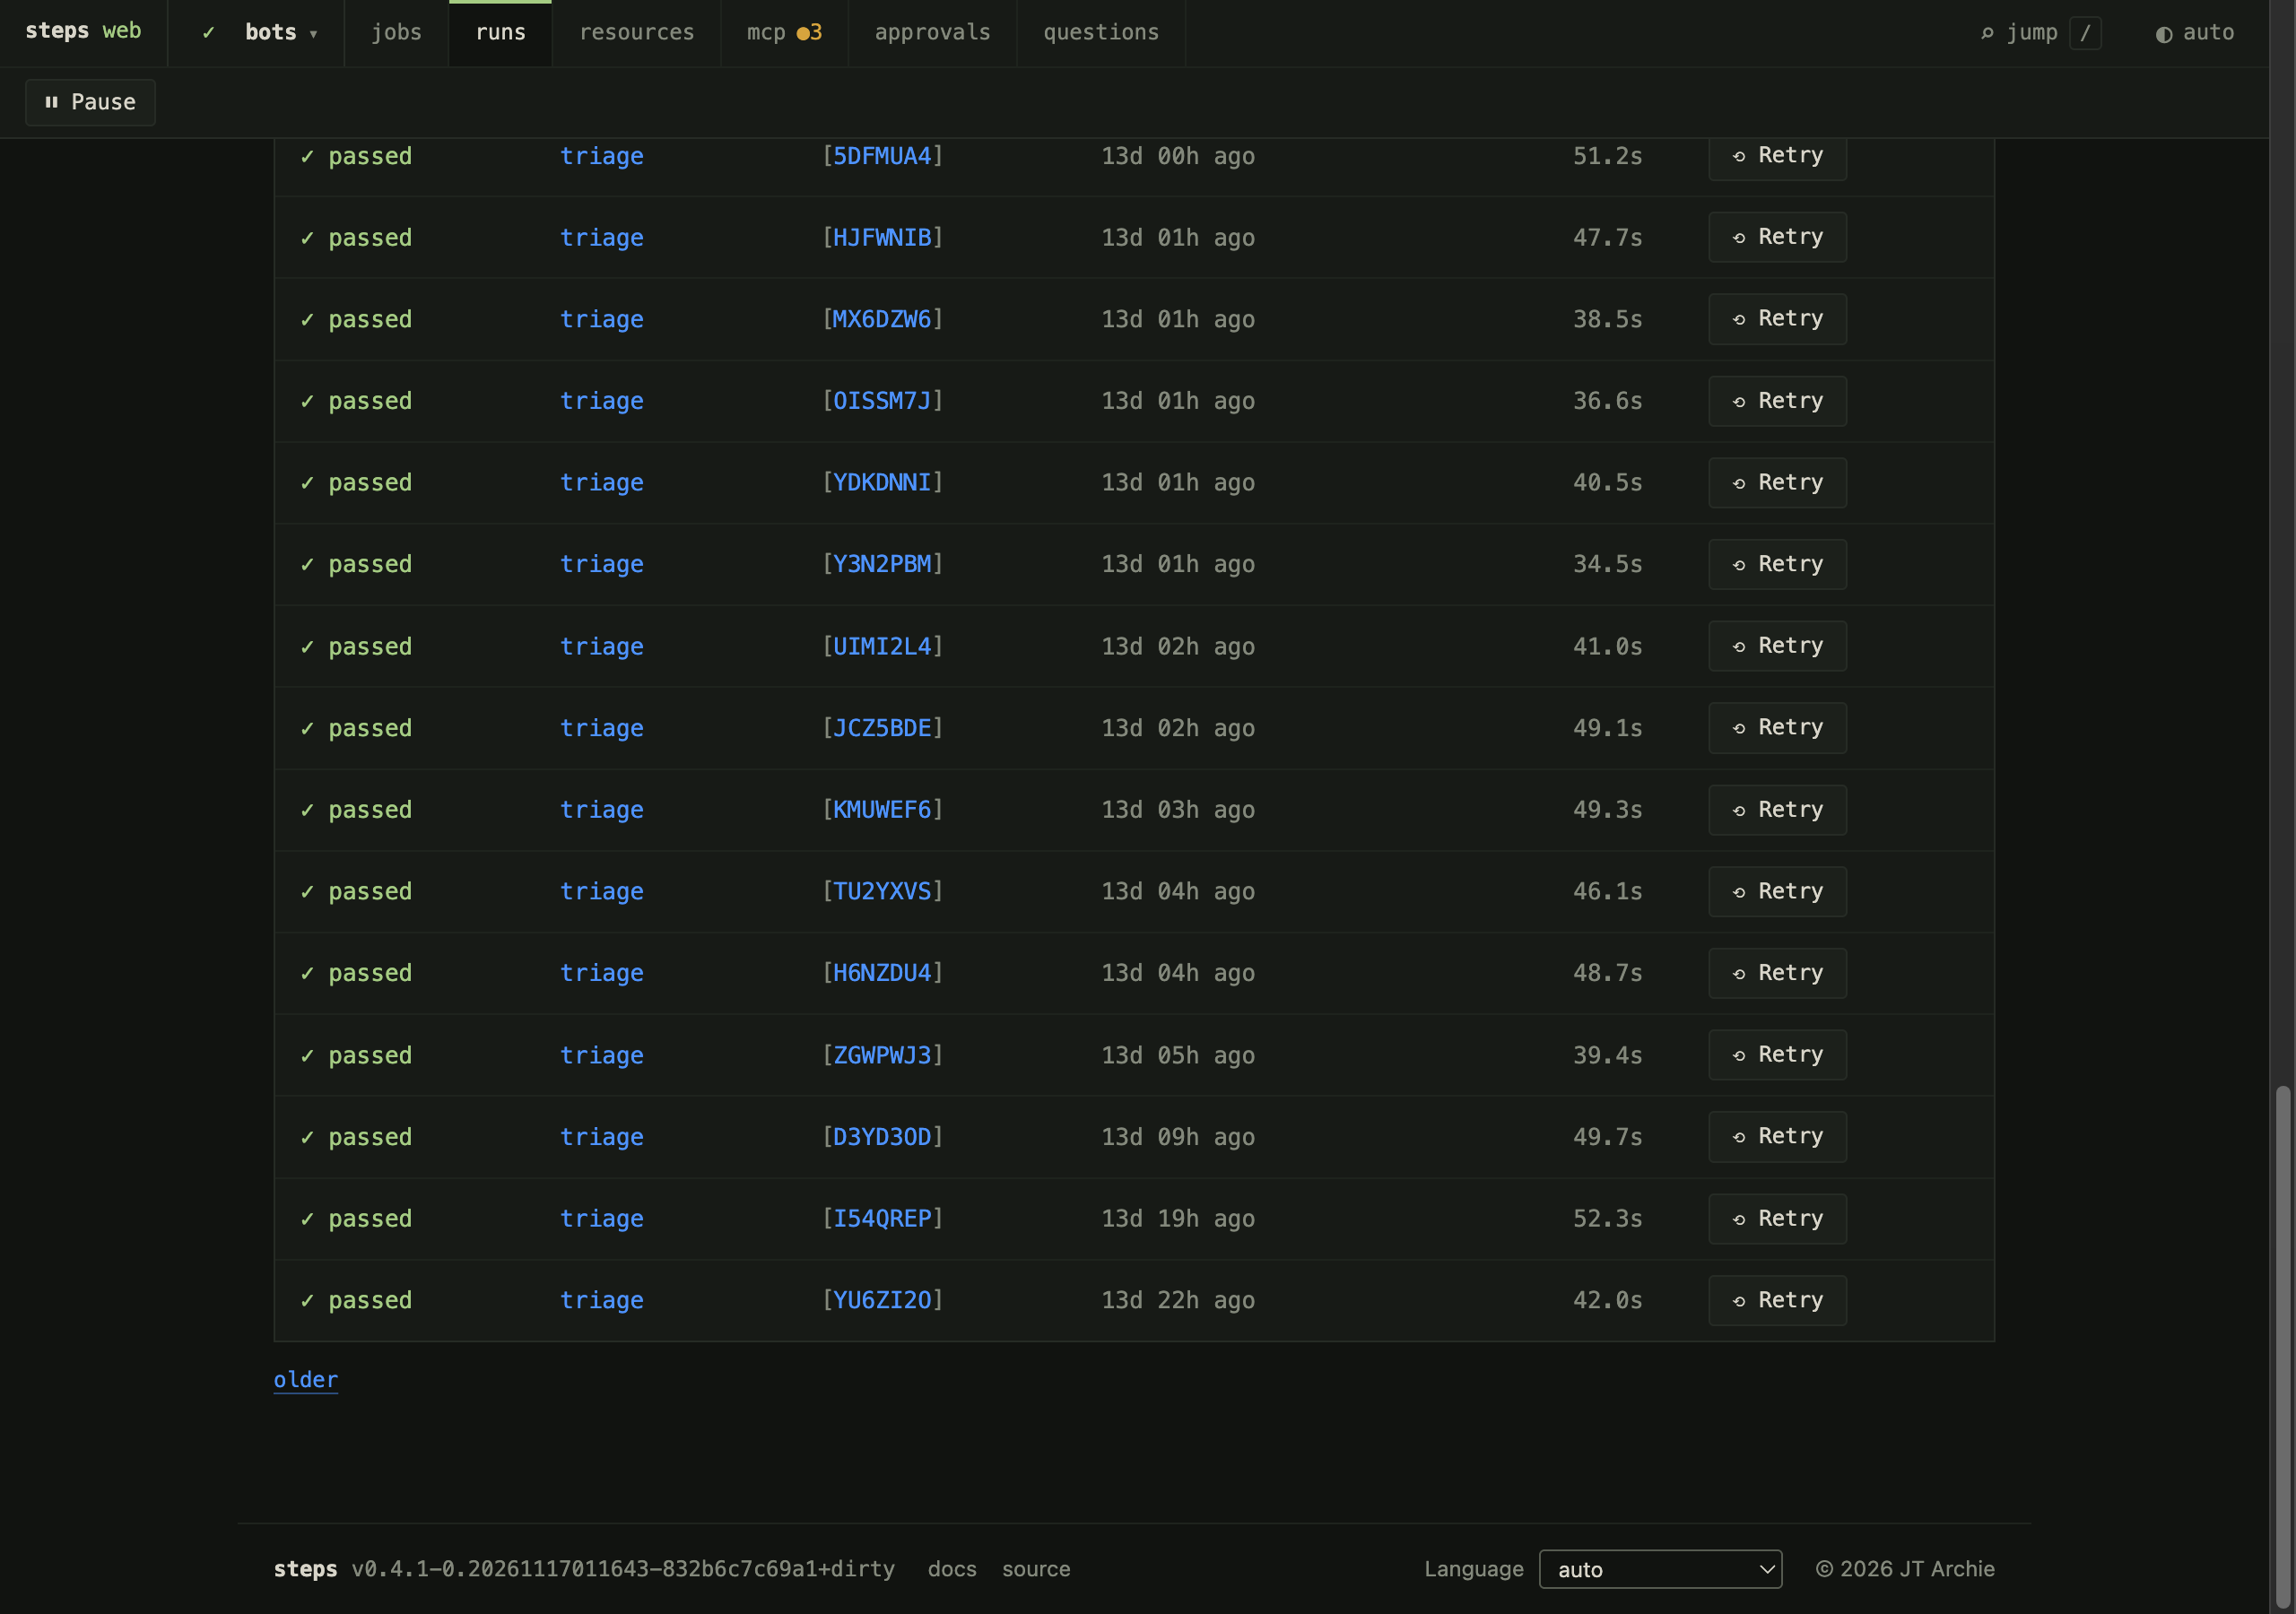 steps web ✓ bots ▾ jobs runs resources mcp ●3 approvals questions jump / auto
Pause
✓ passed triage [5DFMUA4] 13d 00h ago 51.2s Retry
✓ passed triage [HJFWNIB] 13d 01h ago 47.7s Retry
✓ passed triage [MX6DZW6] 13d 01h ago 38.5s Retry
✓ passed triage [OISSM7J] 13d 01h ago 36.6s Retry
✓ passed triage [YDKDNNI] 13d 01h ago 40.5s Retry
✓ passed triage [Y3N2PBM] 13d 01h ago 34.5s Retry
✓ passed triage [UIMI2L4] 13d 02h ago 41.0s Retry
✓ passed triage [JCZ5BDE] 13d 02h ago 49.1s Retry
✓ passed triage [KMUWEF6] 13d 03h ago 49.3s Retry
✓ passed triage [TU2YXVS] 13d 04h ago 46.1s Retry
✓ passed triage [H6NZDU4] 13d 04h ago 48.7s Retry
✓ passed triage [ZGWPWJ3] 13d 05h ago 39.4s Retry
✓ passed triage [D3YD3OD] 13d 09h ago 49.7s Retry
✓ passed triage [I54QREP] 13d 19h ago 52.3s Retry
✓ passed triage [YU6ZI2O] 13d 22h ago 42.0s Retry
older
steps v0.4.1-0.20261117011643-832b6c7c69a1+dirty docs source Language auto © 2026 JT Archie